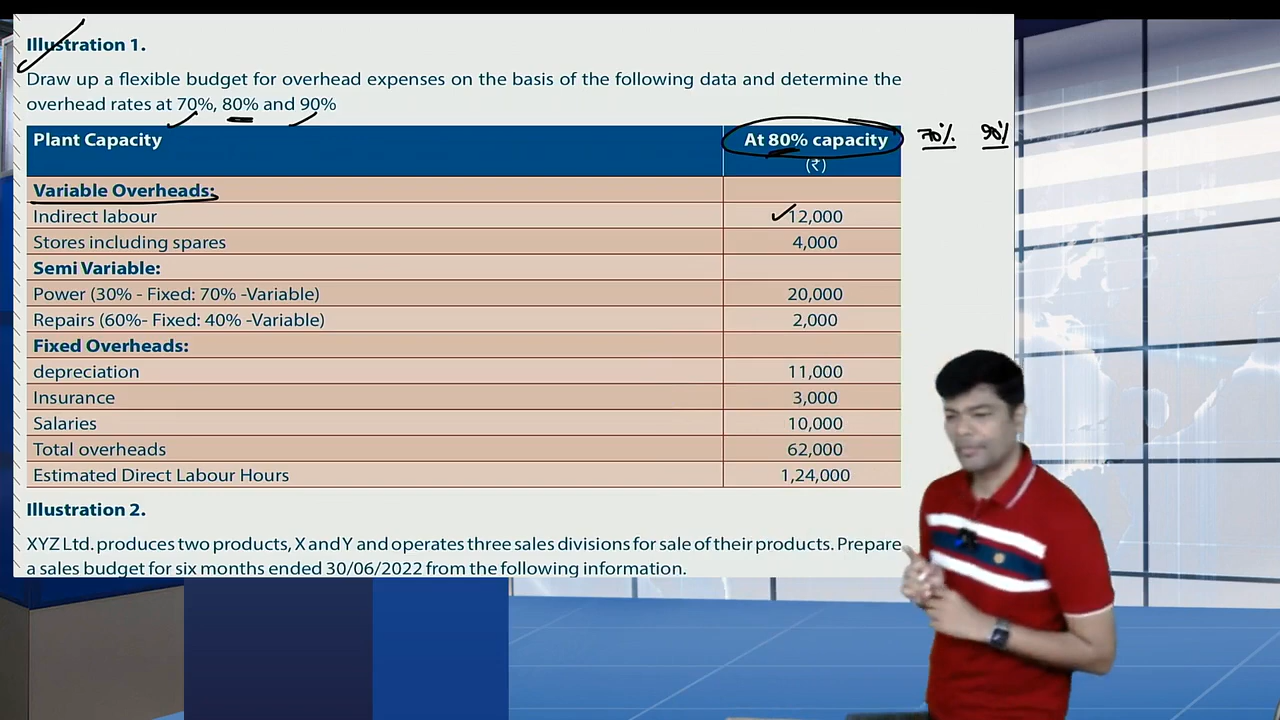 Illustration 1.
Draw up a flexible budget for overhead expenses on the basis of the following data and determine the
overhead rates at 70%, 80% and 90%
Plant Capacity At 80% capacity 70% 90%
(₹)
Variable Overheads:
Indirect labour 12,000
Stores including spares 4,000
Semi Variable:
Power (30% - Fixed: 70% -Variable) 20,000
Repairs (60%- Fixed: 40% -Variable) 2,000
Fixed Overheads:
depreciation 11,000
Insurance 3,000
Salaries 10,000
Total overheads 62,000
Estimated Direct Labour Hours 1,24,000
Illustration 2.
XYZ Ltd. produces two products, X and Y and operates three sales divisions for sale of their products. Prepare
a sales budget for six months ended 30/06/2022 from the following information.